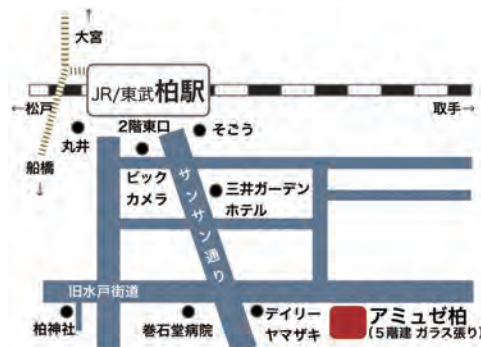 ↑
大宮
JR/東武柏駅
←松戸
取手→
2階東口
そごう
丸井
船橋
↓
ビック
カメラ
三井ガーデン
ホテル
サンサン通り
旧水戸街道
柏神社
巻石堂病院
デイリー
ヤマザキ
アミュゼ柏
(5階建 ガラス張り)